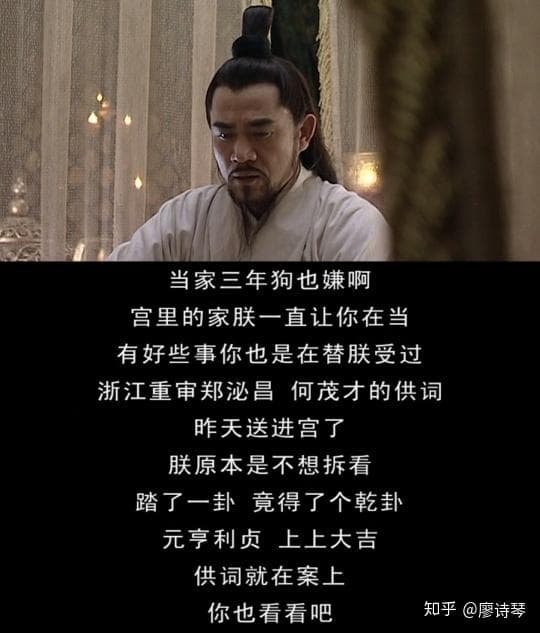 当家三年狗也嫌啊
宫里的家朕一直让你在当
有好些事你也是在替朕受过
浙江重审郑泌昌 何茂才的供词
昨天送进宫了
朕原本是不想拆看
踏了一卦 竟得了个乾卦
元亨利贞 上上大吉
供词就在案上
你也看看吧
知乎 @廖诗琴